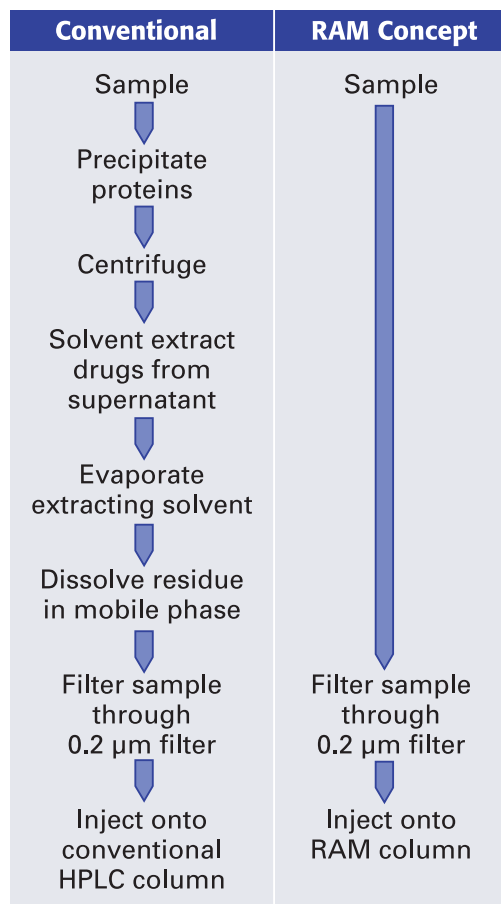 Conventional
Sample
Precipitate
proteins
Centrifuge
Solvent extract
drugs from
supernatant
Evaporate
extracting solvent
Dissolve residue
in mobile phase
Filter sample
through
0.2 µm filter
Inject onto
conventional
HPLC column
RAM Concept
Sample
Filter sample
through
0.2 µm filter
Inject onto
RAM column